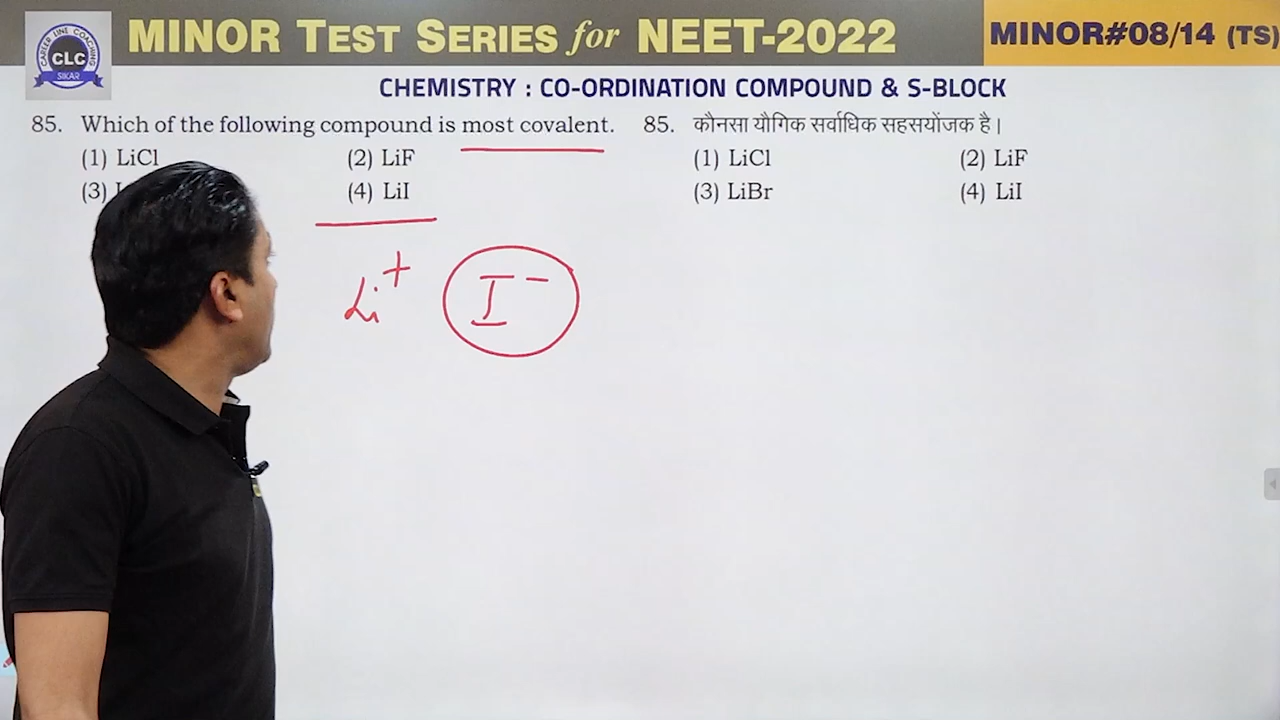 CAREER LINE COACHING
CLC
SIKAR
MINOR TEST SERIES for NEET-2022
MINOR#08/14 (TS)
CHEMISTRY : CO-ORDINATION COMPOUND & S-BLOCK
85. Which of the following compound is most covalent.
(1) LiCl (2) LiF
(3) (4) LiI
85. कौनसा यौगिक सर्वाधिक सहसयोंजक है।
(1) LiCl (2) LiF
(3) LiBr (4) LiI
Li+ I-